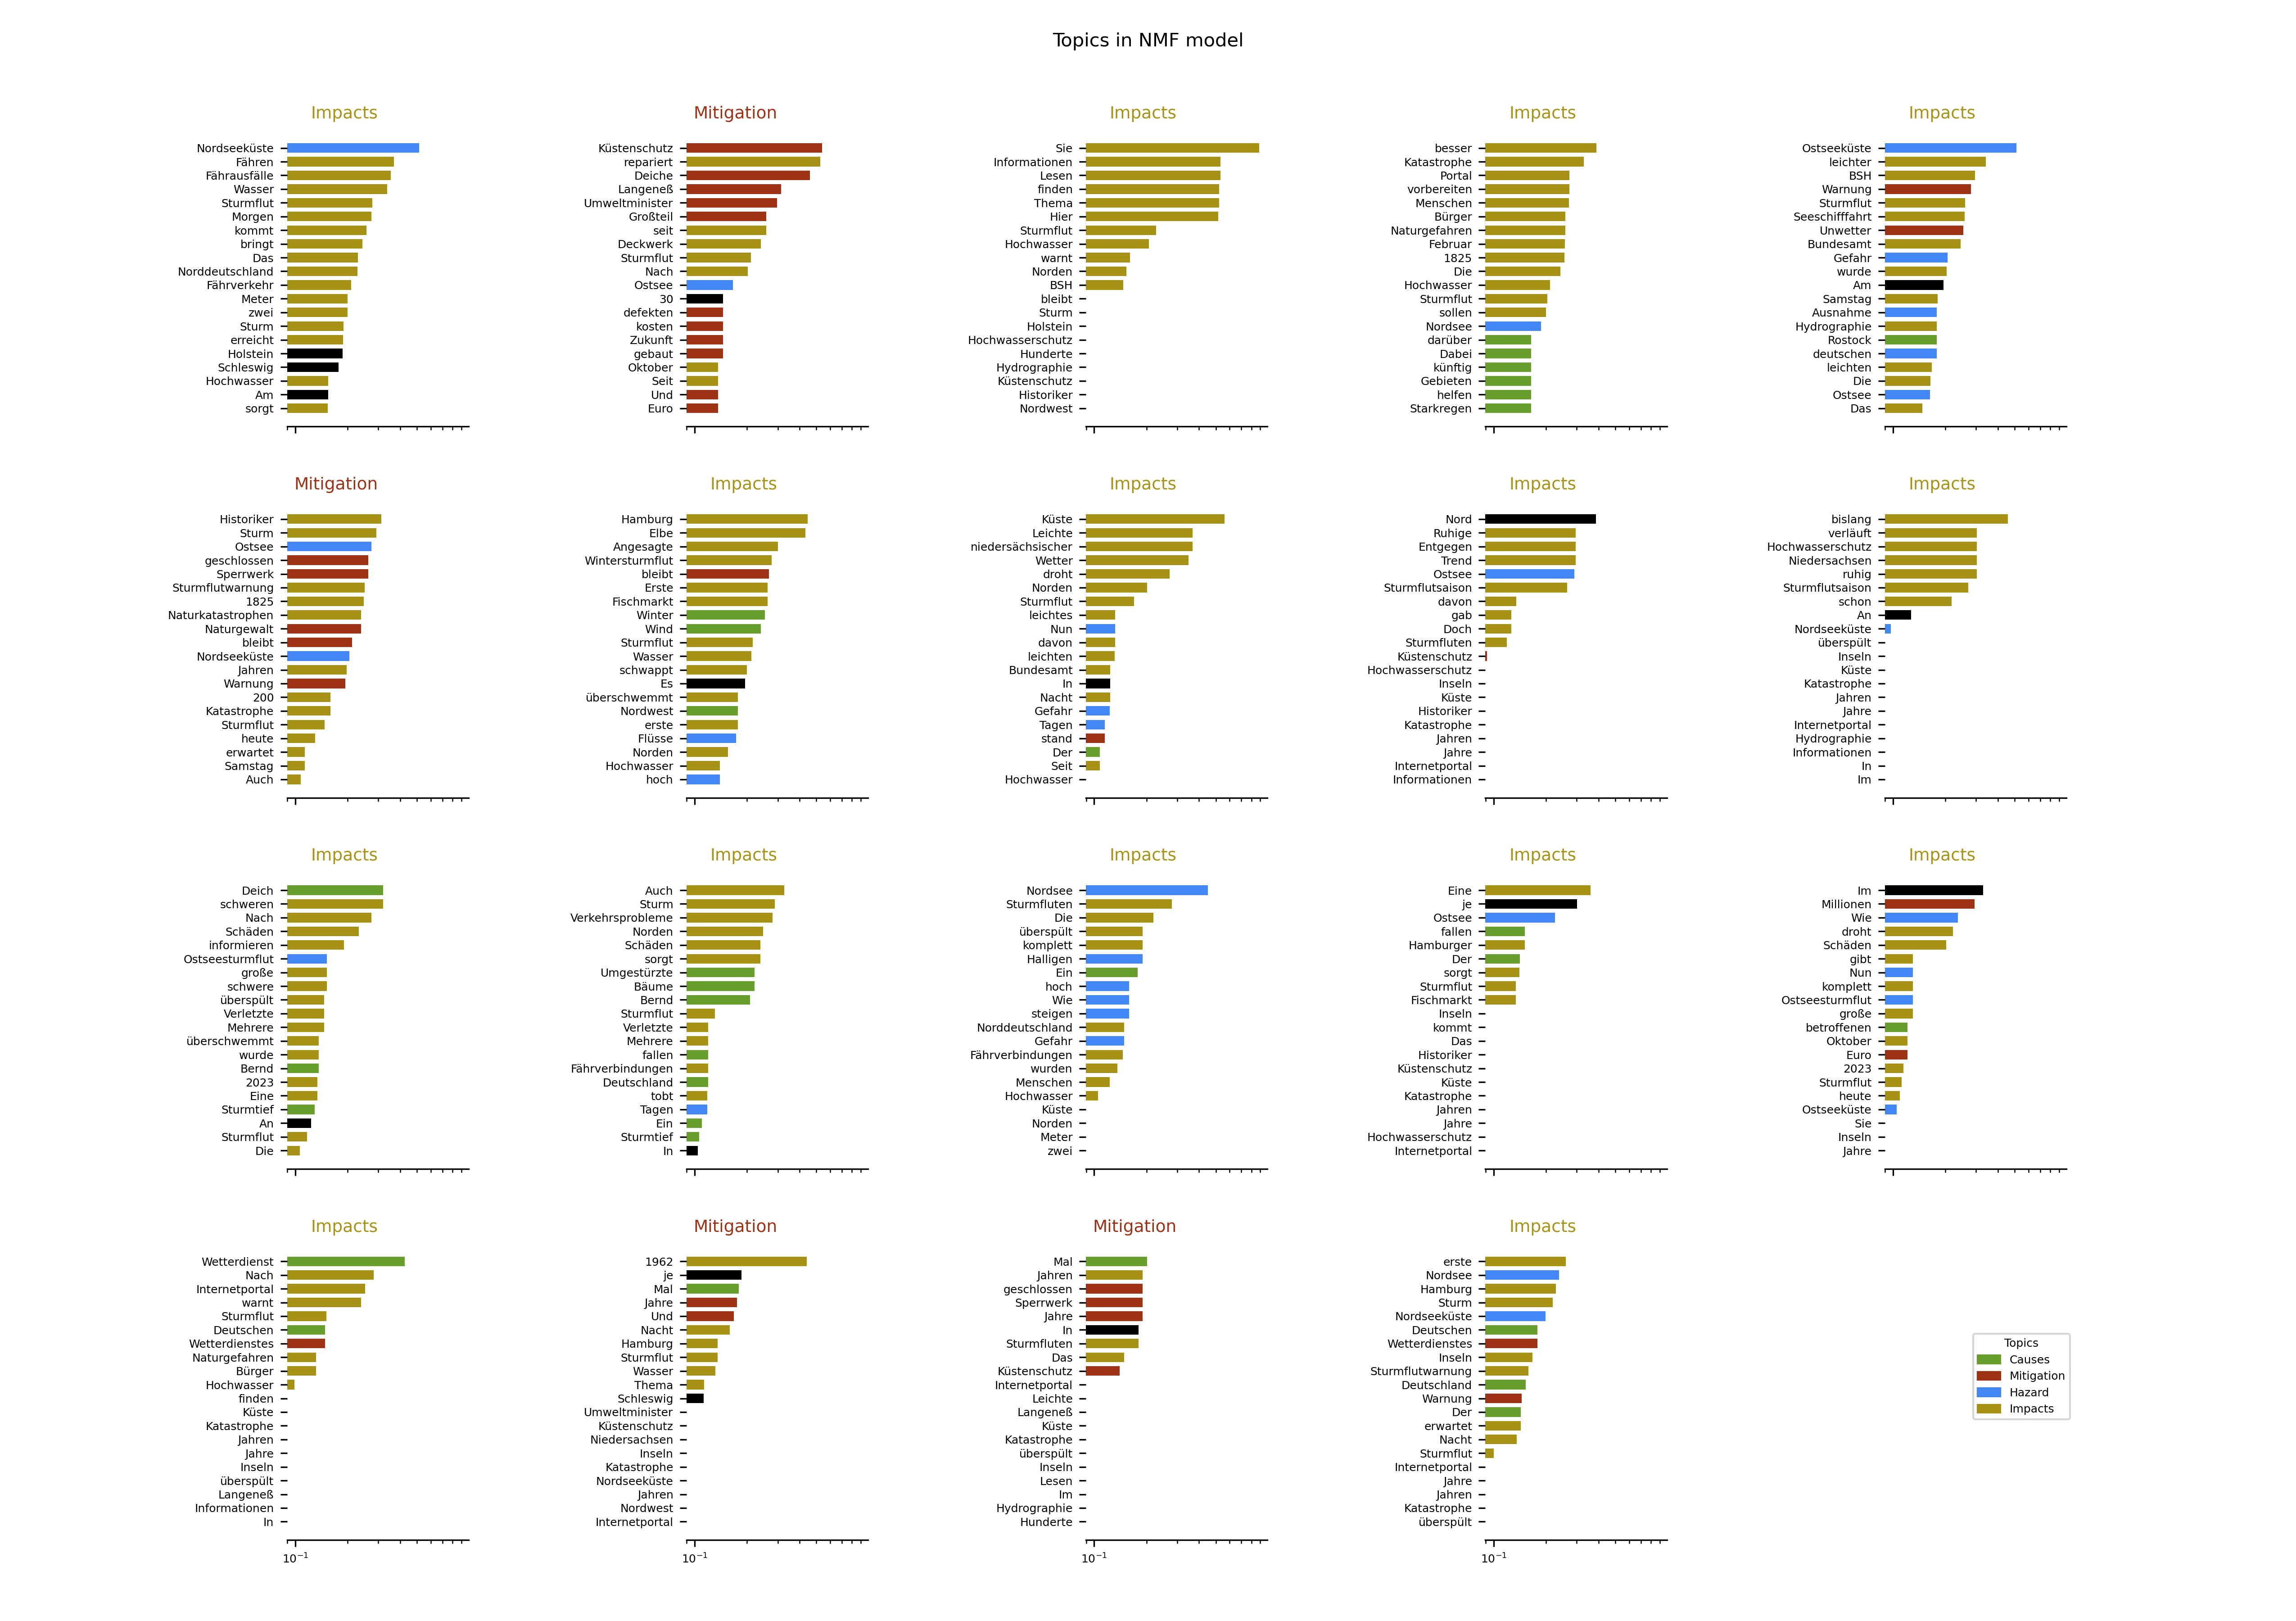 Topics in NMF model
Impacts
Nordseeküste
Fähren
Fährausfälle
Wasser
Sturmflut
Morgen
kommt
bringt
Das
Norddeutschland
Fährverkehr
Meter
zwei
Sturm
erreicht
Holstein
Schleswig
Hochwasser
Am
sorgt
Mitigation
Küstenschutz
repariert
Deiche
Langeneß
Umweltminister
Großteil
seit
Deckwerk
Sturmflut
Nach
Ostsee
30
defekten
kosten
Zukunft
gebaut
Oktober
Seit
Und
Euro
Impacts
Sie
Informationen
Lesen
finden
Thema
Hier
Sturmflut
Hochwasser
warnt
Norden
BSH
bleibt
Sturm
Holstein
Hochwasserschutz
Hunderte
Hydrographie
Küstenschutz
Historiker
Nordwest
Impacts
besser
Katastrophe
Portal
vorbereiten
Menschen
Bürger
Naturgefahren
Februar
1825
Die
Hochwasser
Sturmflut
sollen
Nordsee
darüber
Dabei
künftig
Gebieten
helfen
Starkregen
Impacts
Ostseeküste
leichter
BSH
Warnung
Sturmflut
Seeschifffahrt
Unwetter
Bundesamt
Gefahr
wurde
Am
Samstag
Ausnahme
Hydrographie
Rostock
deutschen
leichten
Die
Ostsee
Das
Mitigation
Historiker
Sturm
Ostsee
geschlossen
Sperrwerk
Sturmflutwarnung
1825
Naturkatastrophen
Naturgewalt
bleibt
Nordseeküste
Jahren
Warnung
200
Katastrophe
Sturmflut
heute
erwartet
Samstag
Auch
Impacts
Hamburg
Elbe
Angesagte
Wintersturmflut
bleibt
Erste
Fischmarkt
Winter
Wind
Sturmflut
Wasser
schwappt
Es
überschwemmt
Nordwest
erste
Flüsse
Norden
Hochwasser
hoch
Impacts
Küste
Leichte
niedersächsischer
Wetter
droht
Norden
Sturmflut
leichtes
Nun
davon
leichten
Bundesamt
In
Nacht
Gefahr
Tagen
stand
Der
Seit
Hochwasser
Impacts
Nord
Ruhige
Entgegen
Trend
Ostsee
Sturmflutsaison
davon
gab
Doch
Sturmfluten
Küstenschutz
Hochwasserschutz
Inseln
Küste
Historiker
Katastrophe
Jahren
Jahre
Internetportal
Informationen
Impacts
bislang
verläuft
Hochwasserschutz
Niedersachsen
ruhig
Sturmflutsaison
schon
An
Nordseeküste
überspült
Inseln
Küste
Katastrophe
Jahren
Jahre
Internetportal
Hydrographie
Informationen
In
Im
Impacts
Deich
schweren
Nach
Schäden
informieren
Ostseesturmflut
große
schwere
überspült
Verletzte
Mehrere
überschwemmt
wurde
Bernd
2023
Eine
Sturmtief
An
Sturmflut
Die
Impacts
Auch
Sturm
Verkehrsprobleme
Norden
Schäden
sorgt
Umgestürzte
Bäume
Bernd
Sturmflut
Verletzte
Mehrere
fallen
Fährverbindungen
Deutschland
tobt
Tagen
Ein
Sturmtief
In
Impacts
Nordsee
Sturmfluten
Die
überspült
komplett
Halligen
Ein
hoch
Wie
steigen
Norddeutschland
Gefahr
Fährverbindungen
wurden
Menschen
Hochwasser
Küste
Norden
Meter
zwei
Impacts
Eine
je
Ostsee
fallen
Hamburger
Der
sorgt
Sturmflut
Fischmarkt
Inseln
kommt
Das
Historiker
Küstenschutz
Küste
Katastrophe
Jahren
Jahre
Hochwasserschutz
Internetportal
Impacts
Im
Millionen
Wie
droht
Schäden
gibt
Nun
komplett
Ostseesturmflut
große
betroffenen
Oktober
Euro
2023
Sturmflut
heute
Ostseeküste
Sie
Inseln
Jahre
Impacts
Wetterdienst
Nach
Internetportal
warnt
Sturmflut
Deutschen
Wetterdienstes
Naturgefahren
Bürger
Hochwasser
finden
Küste
Katastrophe
Jahren
Jahre
Inseln
überspült
Langeneß
Informationen
In
10⁻¹
Mitigation
1962
je
Mal
Jahre
Und
Nacht
Hamburg
Sturmflut
Wasser
Thema
Schleswig
Umweltminister
Küstenschutz
Niedersachsen
Inseln
Katastrophe
Nordseeküste
Jahren
Nordwest
Internetportal
10⁻¹
Mitigation
Mal
Jahren
geschlossen
Sperrwerk
Jahre
In
Sturmfluten
Das
Küstenschutz
Internetportal
Leichte
Langeneß
Küste
Katastrophe
überspült
Inseln
Lesen
Im
Hydrographie
Hunderte
10⁻¹
Impacts
erste
Nordsee
Hamburg
Sturm
Nordseeküste
Deutschen
Wetterdienstes
Inseln
Sturmflutwarnung
Deutschland
Warnung
Der
erwartet
Nacht
Sturmflut
Internetportal
Jahre
Jahren
Katastrophe
überspült
10⁻¹
Topics
Causes
Mitigation
Hazard
Impacts